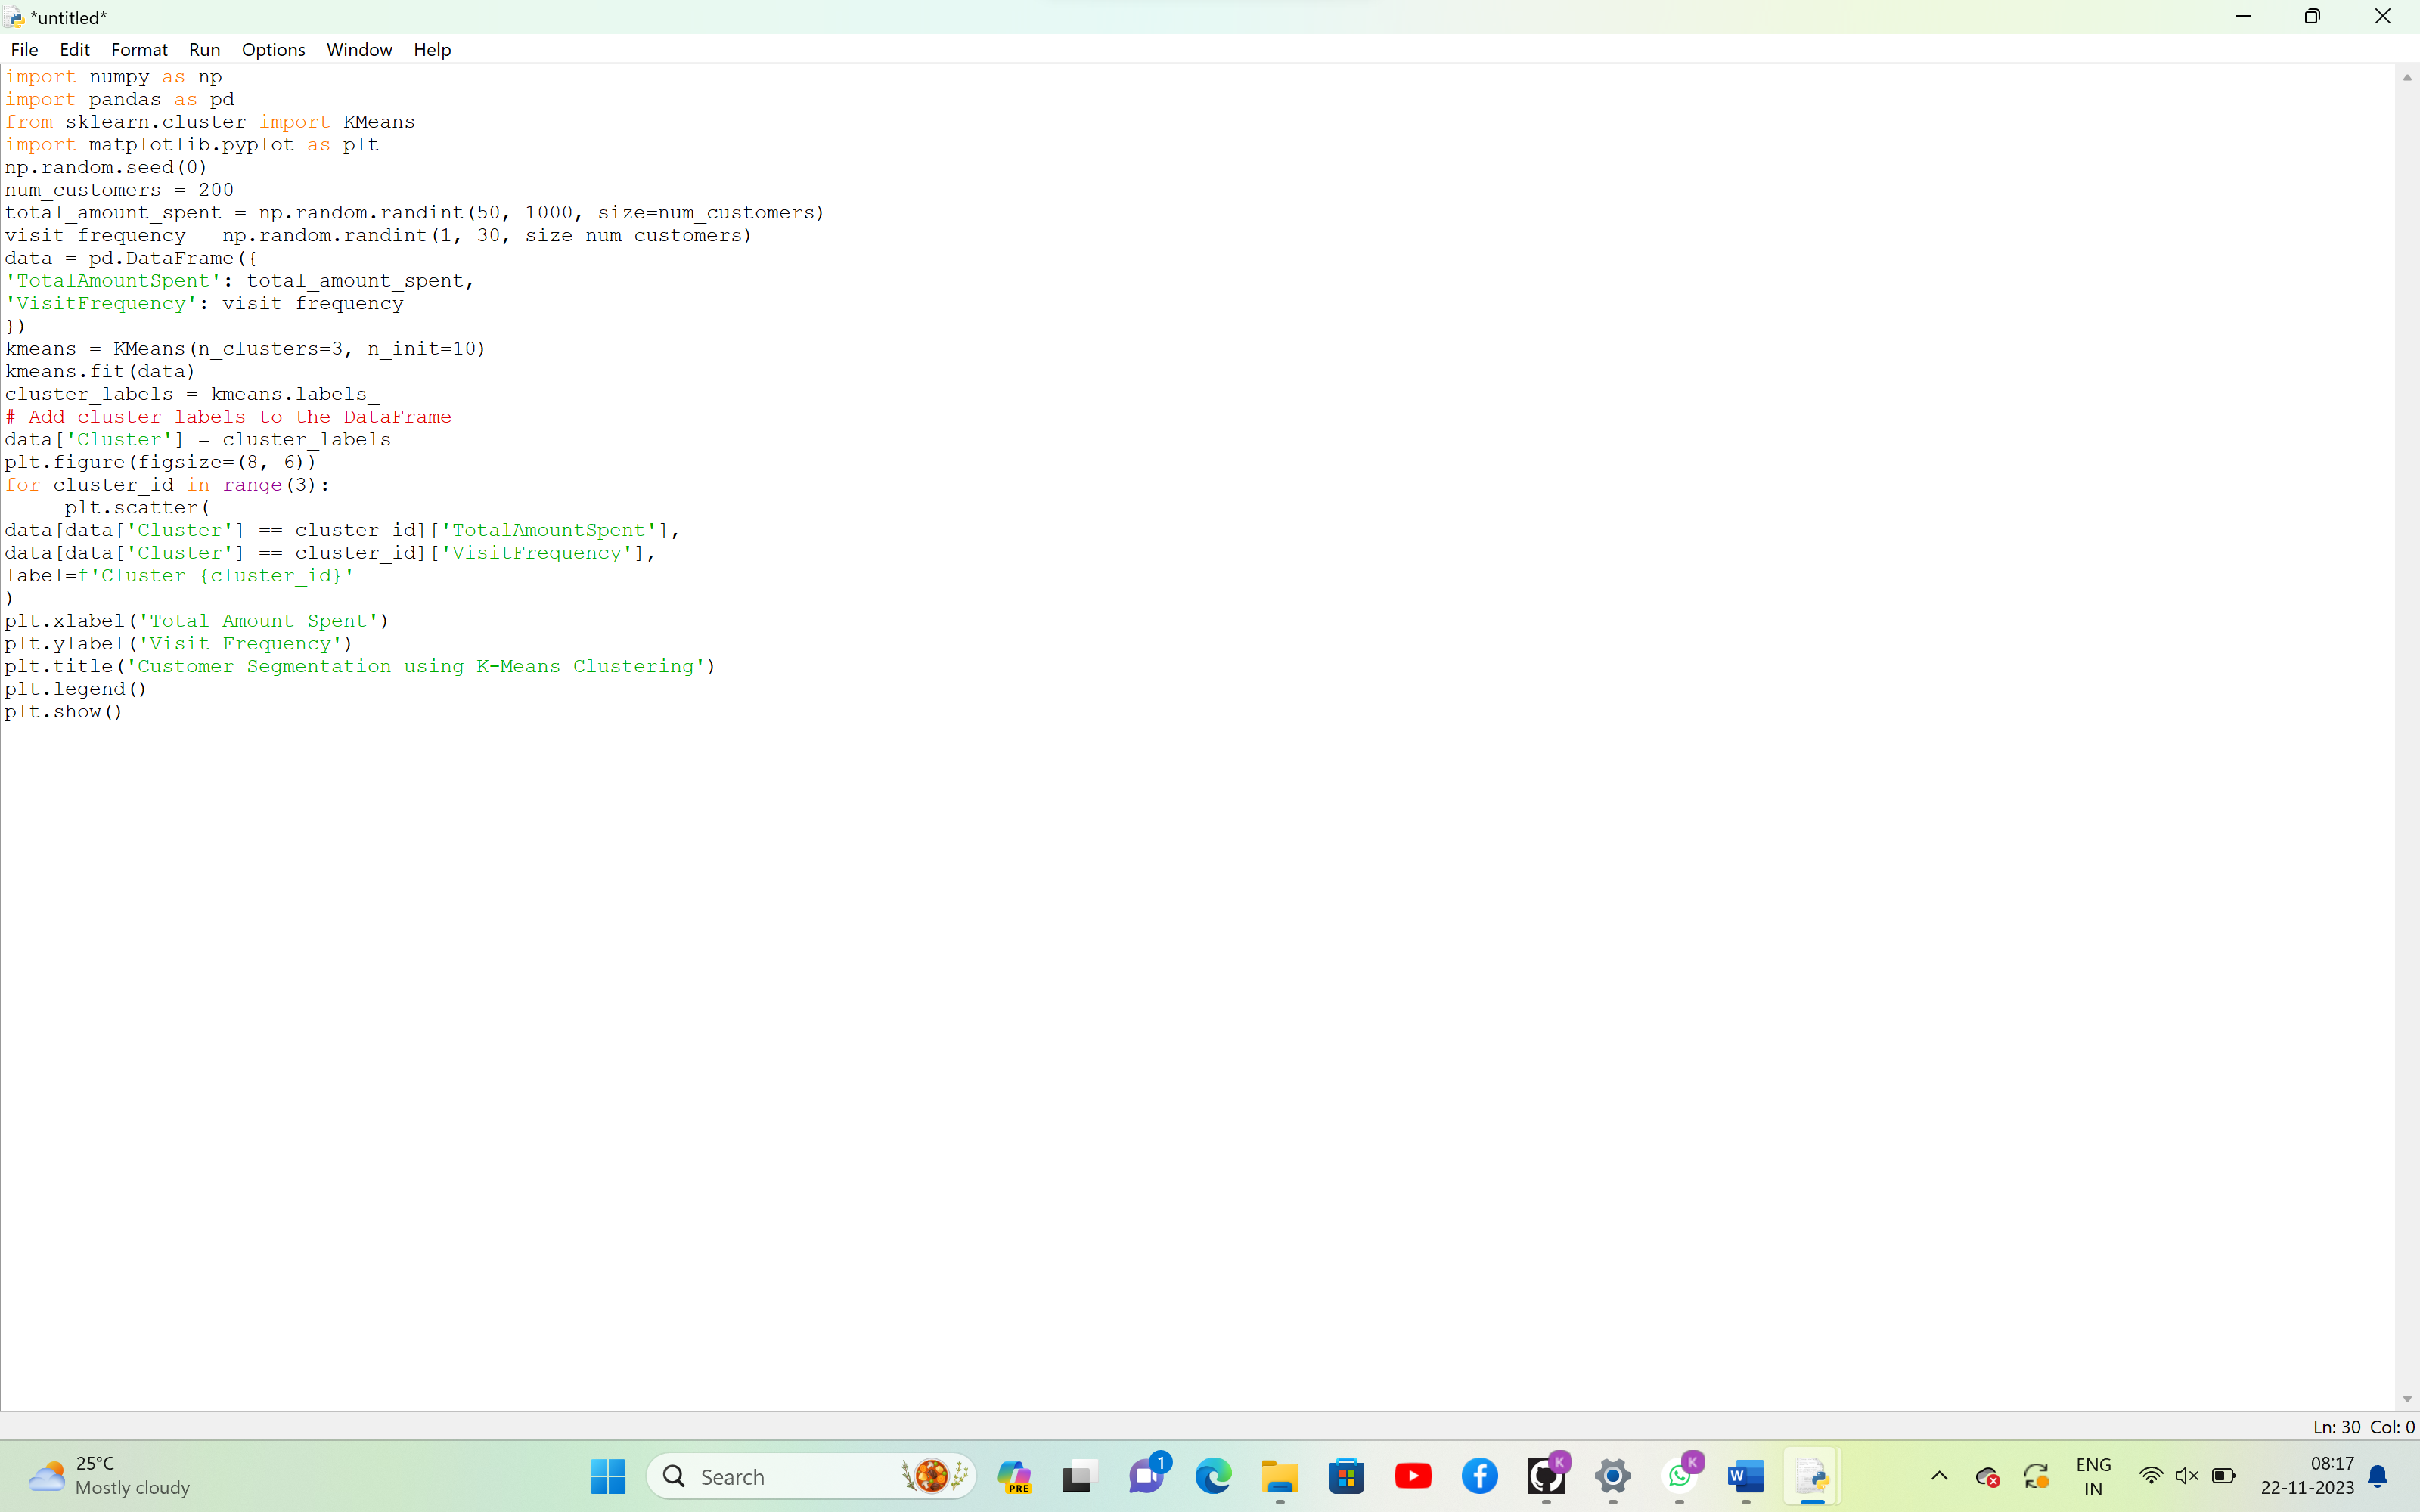 *untitled*
File Edit Format Run Options Window Help
import numpy as np
import pandas as pd
from sklearn.cluster import KMeans
import matplotlib.pyplot as plt
np.random.seed(0)
num_customers = 200
total_amount_spent = np.random.randint(50, 1000, size=num_customers)
visit_frequency = np.random.randint(1, 30, size=num_customers)
data = pd.DataFrame({
'TotalAmountSpent': total_amount_spent,
'VisitFrequency': visit_frequency
})
kmeans = KMeans(n_clusters=3, n_init=10)
kmeans.fit(data)
cluster_labels = kmeans.labels_
# Add cluster labels to the DataFrame
data['Cluster'] = cluster_labels
plt.figure(figsize=(8, 6))
for cluster_id in range(3):
     plt.scatter(
data[data['Cluster'] == cluster_id]['TotalAmountSpent'],
data[data['Cluster'] == cluster_id]['VisitFrequency'],
label=f'Cluster {cluster_id}'
)
plt.xlabel('Total Amount Spent')
plt.ylabel('Visit Frequency')
plt.title('Customer Segmentation using K-Means Clustering')
plt.legend()
plt.show()
Ln: 30 Col: 0
25°C
Mostly cloudy
Search
PRE
1
K
K
W
ENG
IN
08:17
22-11-2023